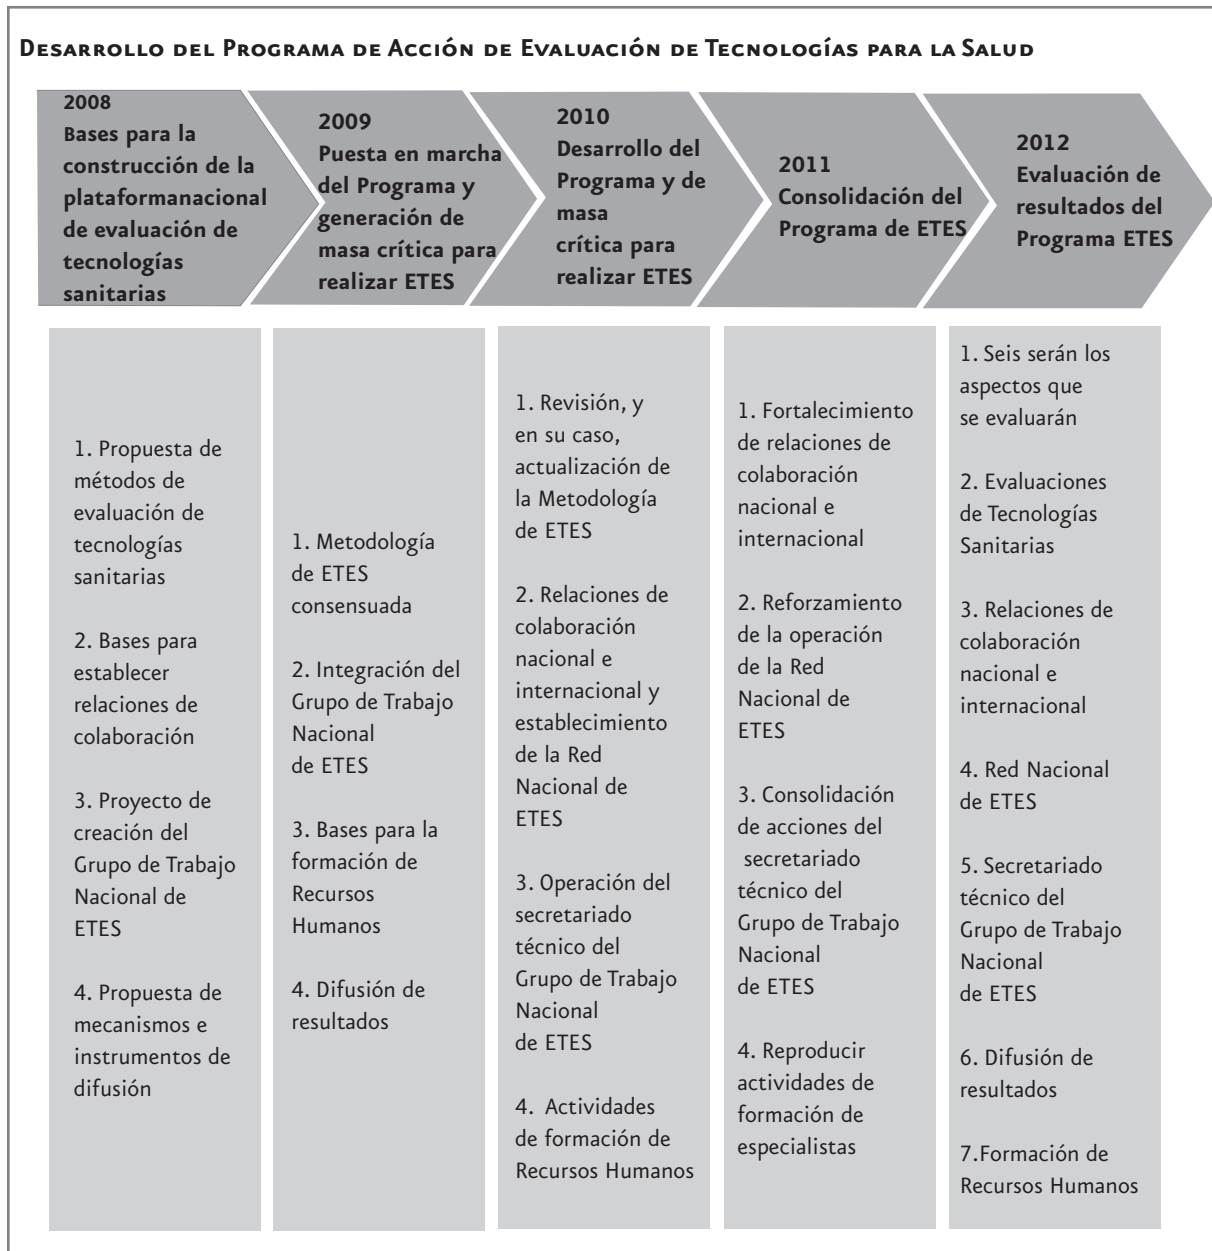 Desarrollo del Programa de Acción de Evaluación de Tecnologías para la Salud
2008
Bases para la
construcción de la
plataformanacional
de evaluación de
tecnologías
sanitarias
2009
Puesta en marcha
del Programa y
generación de
masa crítica para
realizar ETES
2010
Desarrollo del
Programa y de
masa
crítica para
realizar ETES
2011
Consolidación del
Programa de ETES
2012
Evaluación de
resultados del
Programa ETES
1. Propuesta de
métodos de
evaluación de
tecnologías
sanitarias
2. Bases para
establecer
relaciones de
colaboración
3. Proyecto de
creación del
Grupo de Trabajo
Nacional de
ETES
4. Propuesta de
mecanismos e
instrumentos de
difusión
1. Metodología
de ETES
consensuada
2. Integración del
Grupo de Trabajo
Nacional
de ETES
3. Bases para la
formación de
Recursos
Humanos
4. Difusión de
resultados
1. Revisión, y
en su caso,
actualización de
la Metodología
de ETES
2. Relaciones de
colaboración
nacional e
internacional y
establecimiento
de la Red
Nacional de
ETES
3. Operación del
secretariado
técnico del
Grupo de Trabajo
Nacional
de ETES
4. Actividades
de formación de
Recursos Humanos
1. Fortalecimiento
de relaciones de
colaboración
nacional e
internacional
2. Reforzamiento
de la operación
de la Red
Nacional de
ETES
3. Consolidación
de acciones del
secretariado
técnico del
Grupo de Trabajo
Nacional
de ETES
4. Reproducir
actividades de
formación de
especialistas
1. Seis serán los
aspectos que
se evaluarán
2. Evaluaciones
de Tecnologías
Sanitarias
3. Relaciones de
colaboración
nacional e
internacional
4. Red Nacional
de ETES
5. Secretariado
técnico del
Grupo de Trabajo
Nacional
de ETES
6. Difusión de
resultados
7.Formación de
Recursos Humanos